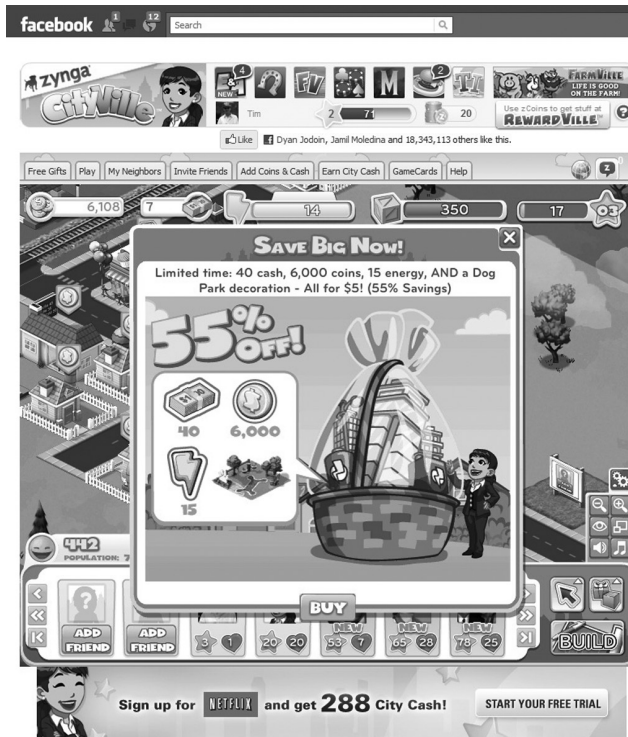 facebook 1 12 Search
zynga
CityVille
4 NEW FV M 2 TI
Tim 2 71 20
FARMVILLE
LIFE IS GOOD
ON THE FARM!
Use zCoins to get stuff at
REWARDVILLE
?
Like Dyan Jodoin, Jamil Moledina and 18,343,113 others like this.
Free Gifts Play My Neighbors Invite Friends Add Coins & Cash Earn City Cash GameCards Help
6,108 7 14 350 17 93
SAVE BIG NOW!
Limited time: 40 cash, 6,000 coins, 15 energy, AND a Dog
Park decoration - All for $5! (55% Savings)
55%
OFF!
40 6,000
15
442
POPULATION: 7
BUY
ADD FRIEND
ADD FRIEND
3 1
20 20
NEW
53 7
NEW
65 28
NEW
78 25
BUILD
Sign up for NETFLIX and get 288 City Cash!
START YOUR FREE TRIAL